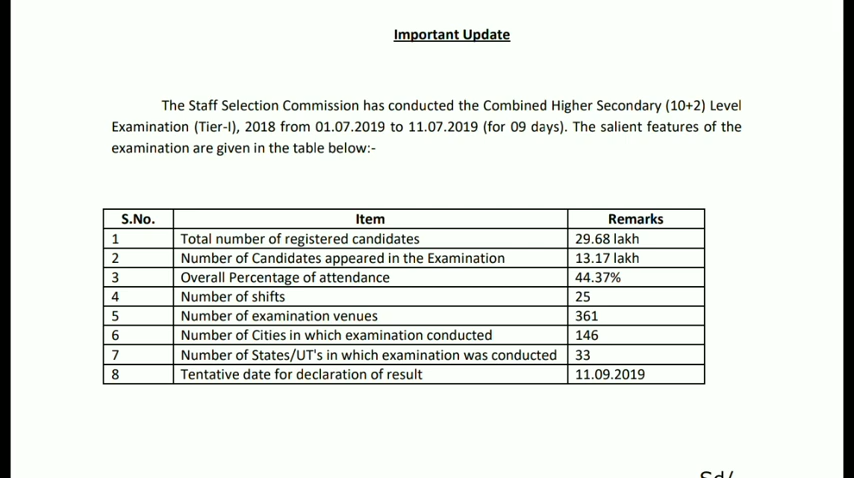 Important Update
The Staff Selection Commission has conducted the Combined Higher Secondary (10+2) Level
Examination (Tier-I), 2018 from 01.07.2019 to 11.07.2019 (for 09 days). The salient features of the
examination are given in the table below:-
S.No. Item Remarks
1 Total number of registered candidates 29.68 lakh
2 Number of Candidates appeared in the Examination 13.17 lakh
3 Overall Percentage of attendance 44.37%
4 Number of shifts 25
5 Number of examination venues 361
6 Number of Cities in which examination conducted 146
7 Number of States/UT's in which examination was conducted 33
8 Tentative date for declaration of result 11.09.2019
Sd/